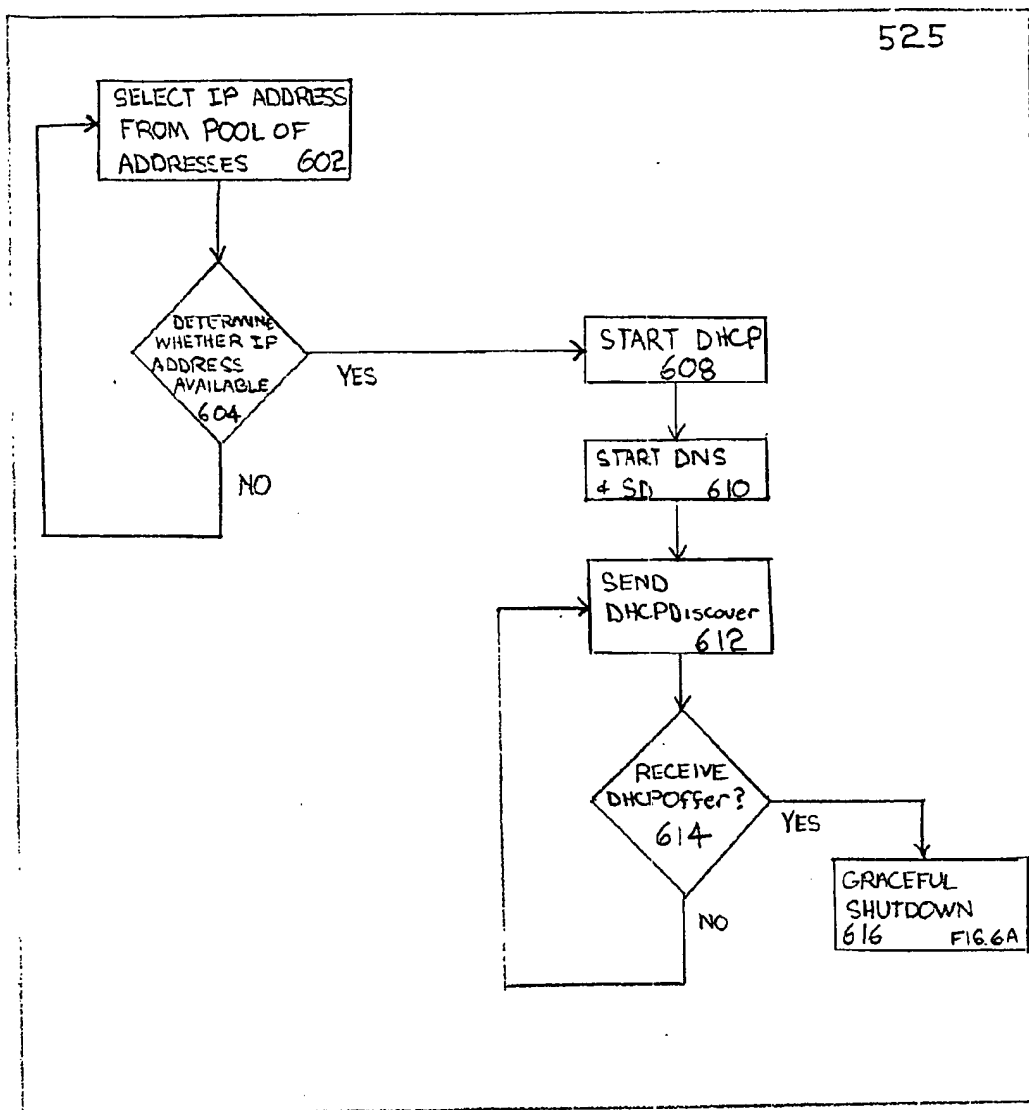 525
SELECT IP ADDRESS
FROM POOL OF
ADDRESSES 602
DETERMINE
WHETHER IP
ADDRESS
AVAILABLE
604
YES
NO
START DHCP
608
START DNS
& SD 610
SEND
DHCPDiscover
612
RECEIVE
DHCPOffer?
614
YES
NO
GRACEFUL
SHUTDOWN
616 FIG.6A